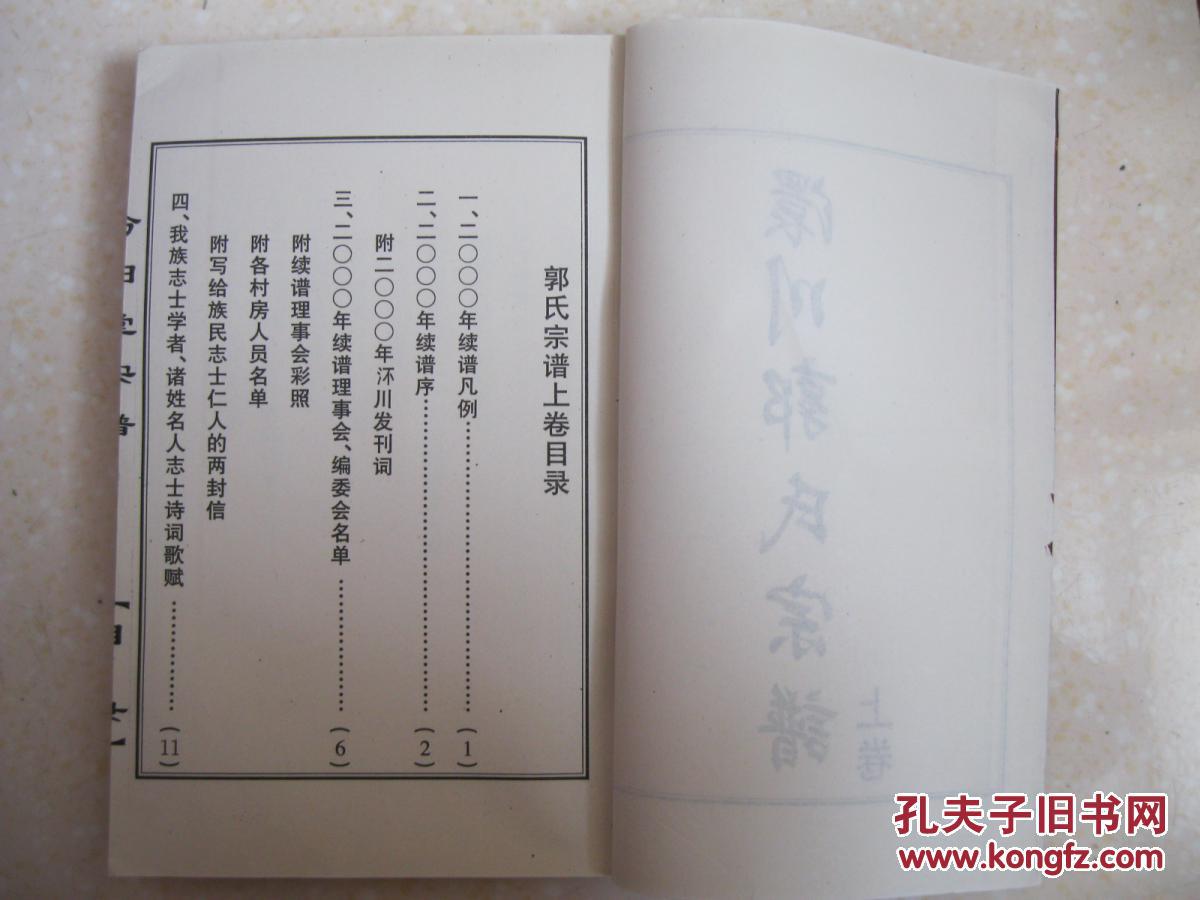 郭氏宗谱上卷目录
一、二〇〇〇年续谱凡例………………(1)
二、二〇〇〇年续谱序………………(2)
附二〇〇〇年沶川发刊词
三、二〇〇〇年续谱理事会、编委会名单………………(6)
附续谱理事会彩照
附各村房人员名单
附写给族民志士仁人的两封信
四、我族志士学者、诸姓名人志士诗词歌赋………………(11)
川郭氏宗譜
上卷
孔夫子旧书网
www.kongfz.com